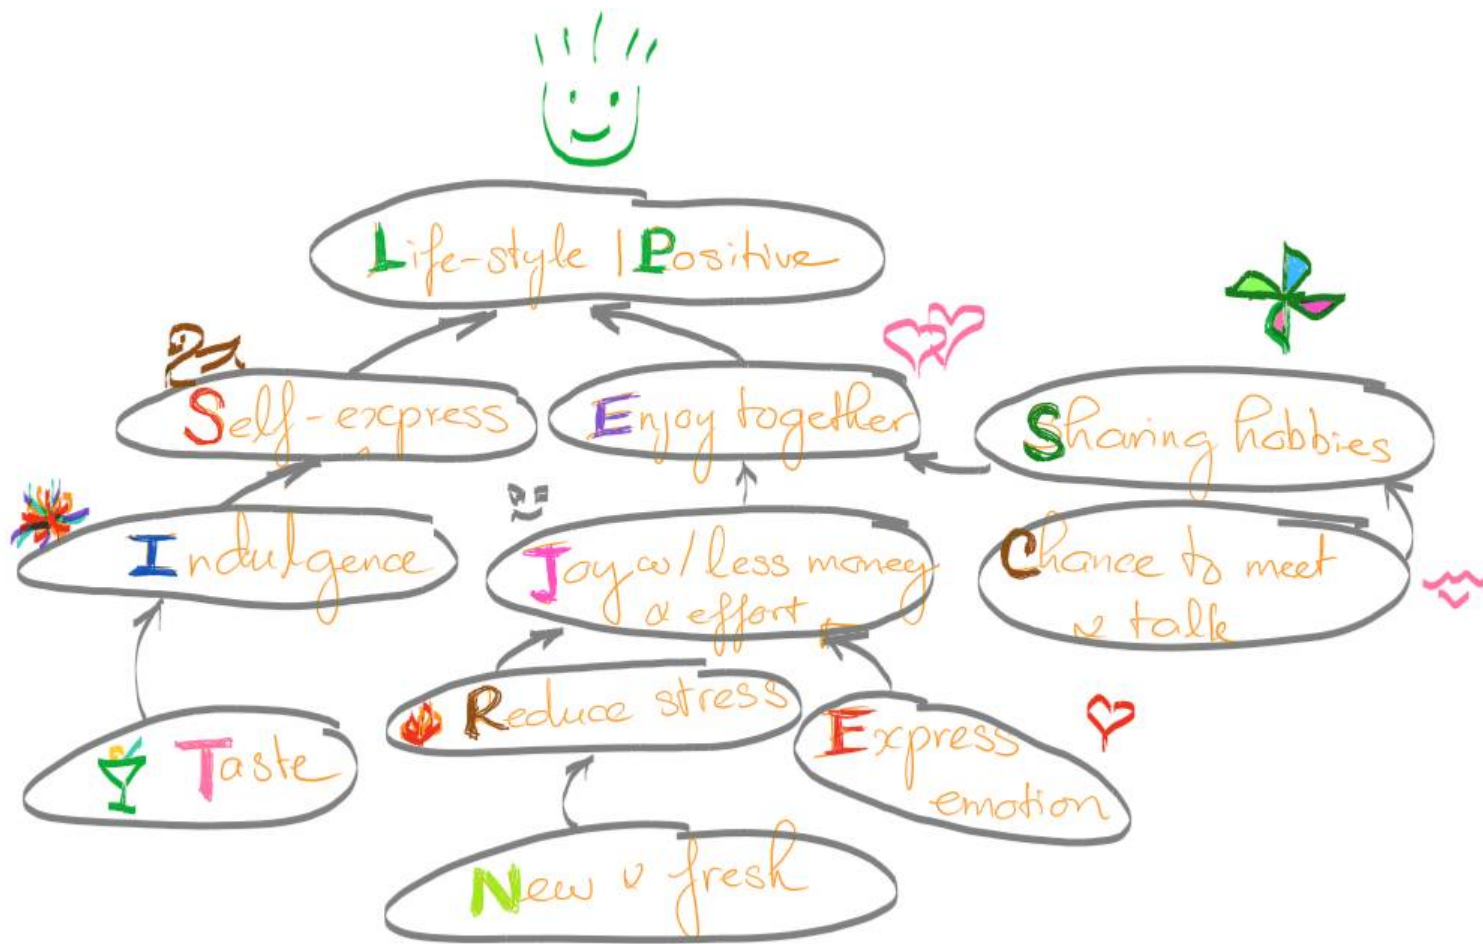 Life-style | Positive
Self-express
Enjoy together
Sharing hobbies
Indulgence
Joy w/ less money
& effort
Chance to meet
& talk
Reduce stress
Express
emotion
Taste
New & fresh